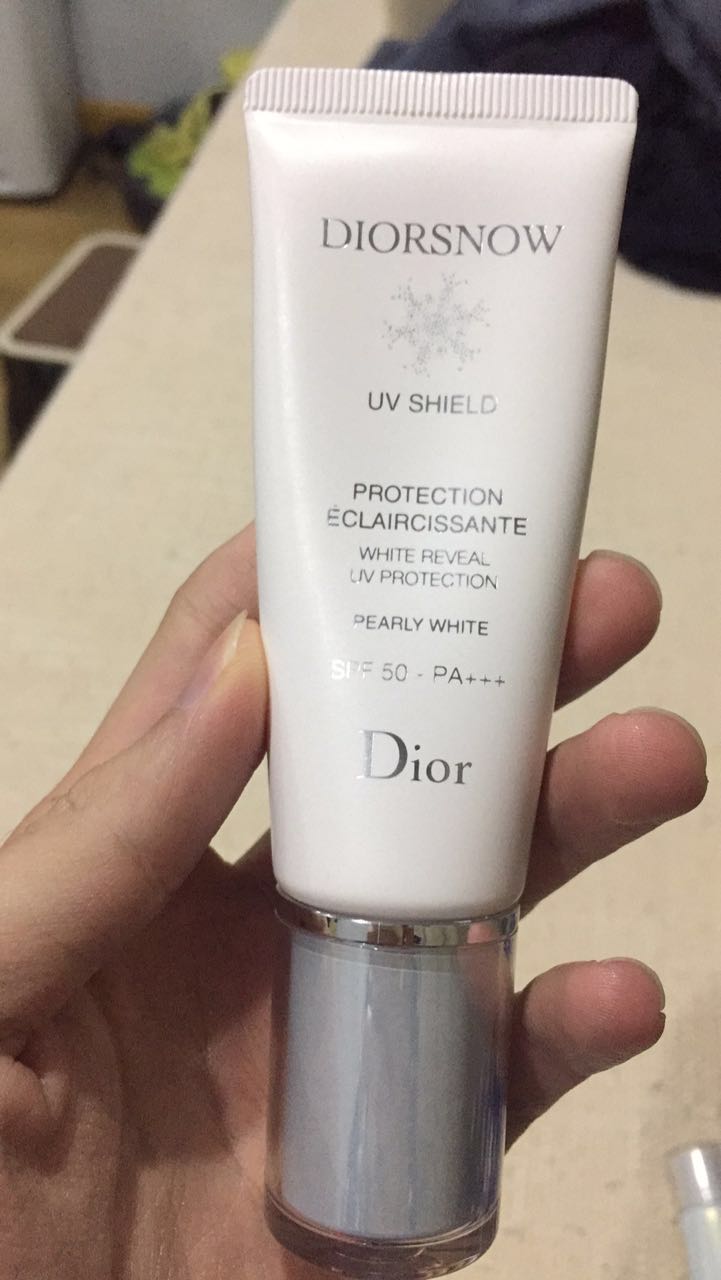 DIORSNOW
UV SHIELD
PROTECTION
ÉCLAIRCISSANTE
WHITE REVEAL
UV PROTECTION
PEARLY WHITE
SPF 50 - PA+++
Dior